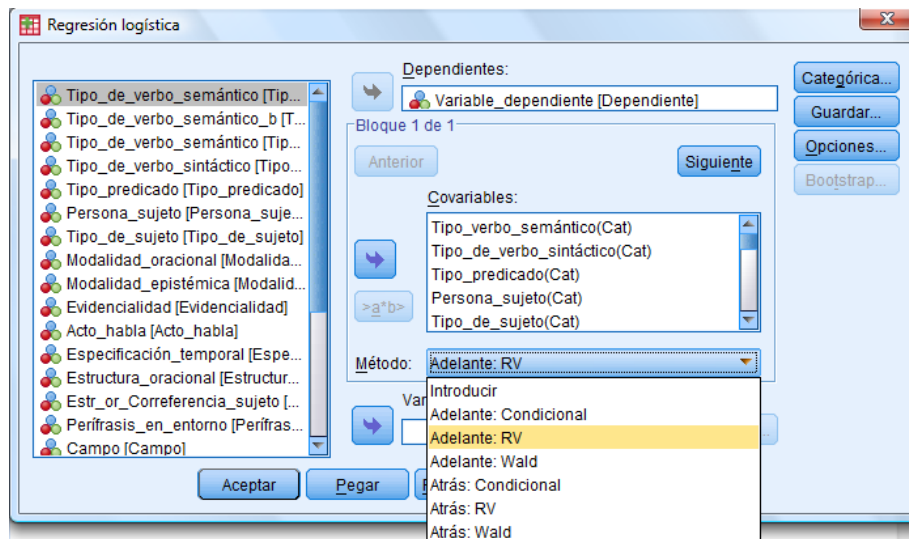 Regresión logística
Tipo_de_verbo_semántico [Tip...
Tipo_de_verbo_semántico_b [T...
Tipo_de_verbo_semántico [Tip...
Tipo_de_verbo_sintáctico [Tipo...
Tipo_predicado [Tipo_predicado]
Persona_sujeto [Persona_suje...
Tipo_de_sujeto [Tipo_de_sujeto]
Modalidad_oracional [Modalida...
Modalidad_epistémica [Modalid...
Evidencialidad [Evidencialidad]
Acto_habla [Acto_habla]
Especificación_temporal [Espe...
Estructura_oracional [Estructur...
Estr_or_Correferencia_sujeto [...
Perífrasis_en_entorno [Perífras...
Campo [Campo]
Dependientes:
Variable_dependiente [Dependiente]
Bloque 1 de 1
Anterior
Siguiente
Covariables:
Tipo_verbo_semántico(Cat)
Tipo_de_verbo_sintáctico(Cat)
Tipo_predicado(Cat)
Persona_sujeto(Cat)
Tipo_de_sujeto(Cat)
>a*b>
Método:
Adelante: RV
Introducir
Adelante: Condicional
Adelante: RV
Adelante: Wald
Atrás: Condicional
Atrás: RV
Atrás: Wald
Categórica...
Guardar...
Opciones...
Bootstrap...
Aceptar
Pegar